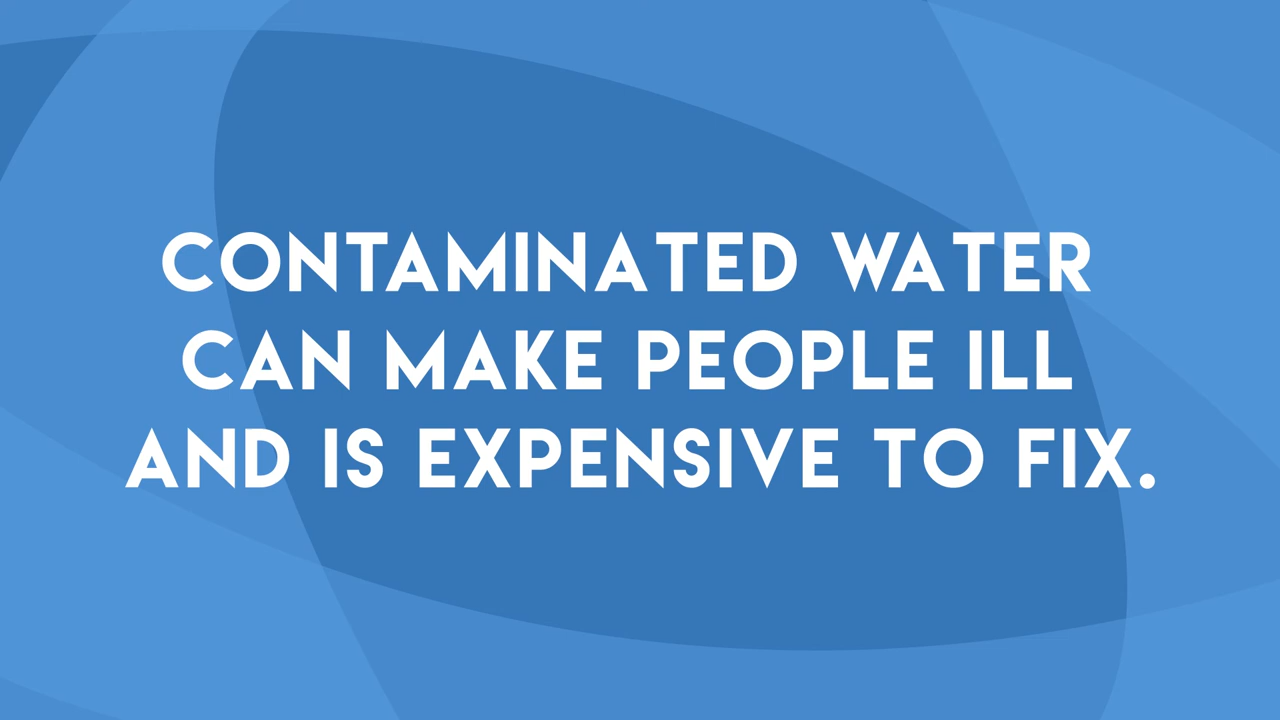 CONTAMINATED WATER
CAN MAKE PEOPLE ILL
AND IS EXPENSIVE TO FIX.